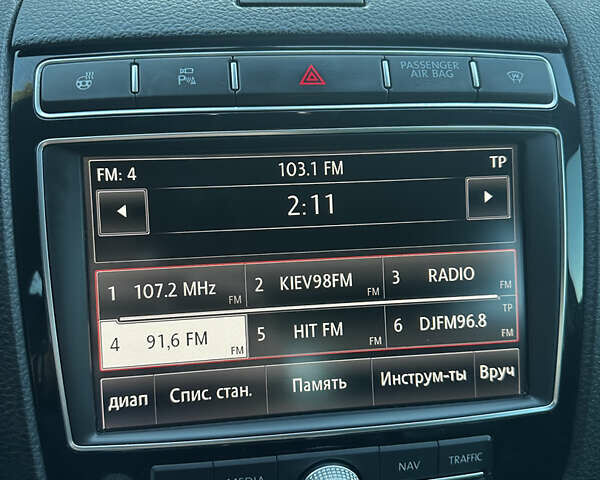 PASSENGER
AIR BAG
FM: 4 103.1 FM TP
2:11
1 107.2 MHz FM 2 KIEV98FM FM 3 RADIO FM
4 91,6 FM FM 5 HIT FM FM 6 DJFM96.8 TP FM
диап Спис. стан. Память Инструм-ты Вруч
MEDIA NAV TRAFFIC